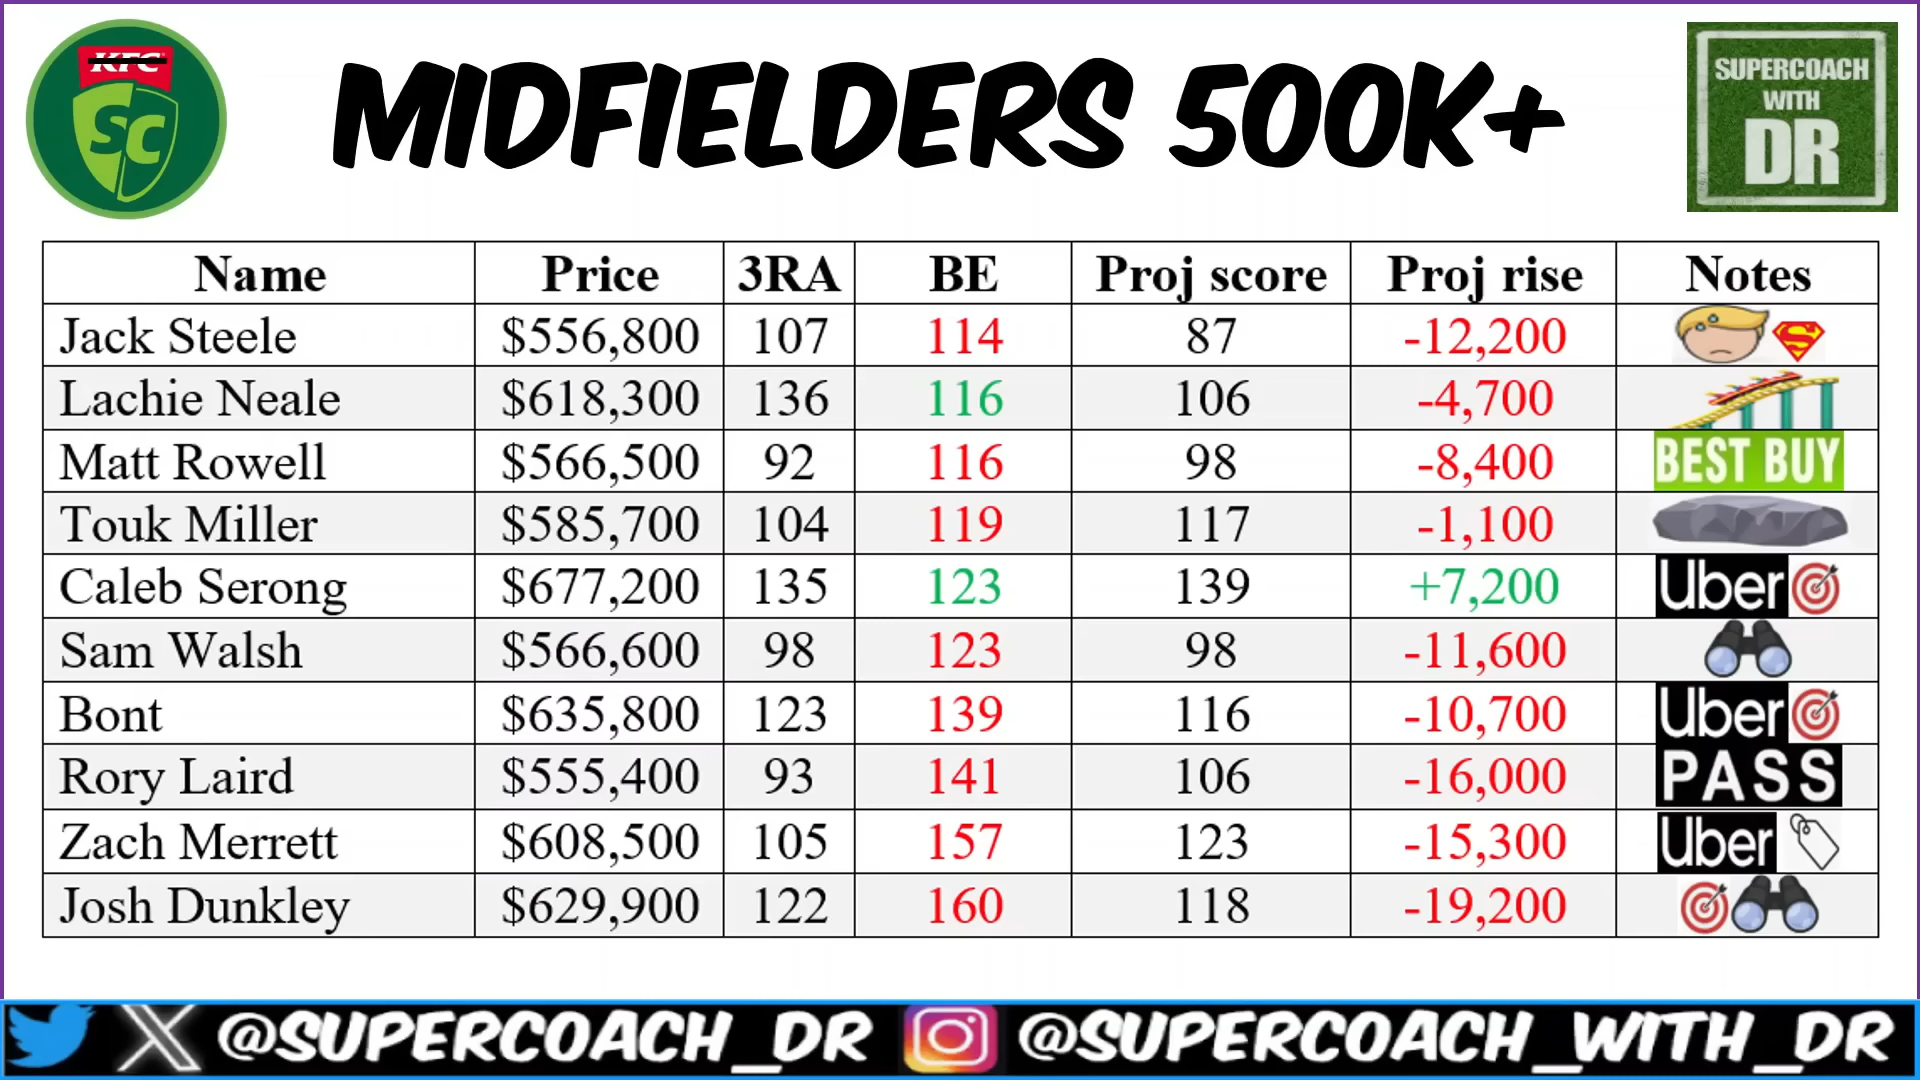 KFC
SC
MIDFIELDERS 500K+
SUPERCOACH
WITH
DR
Name Price 3RA BE Proj score Proj rise Notes
Jack Steele $556,800 107 114 87 -12,200
Lachie Neale $618,300 136 116 106 -4,700
Matt Rowell $566,500 92 116 98 -8,400 BEST BUY
Touk Miller $585,700 104 119 117 -1,100
Caleb Serong $677,200 135 123 139 +7,200 Uber
Sam Walsh $566,600 98 123 98 -11,600
Bont $635,800 123 139 116 -10,700 Uber
Rory Laird $555,400 93 141 106 -16,000 PASS
Zach Merrett $608,500 105 157 123 -15,300 Uber
Josh Dunkley $629,900 122 160 118 -19,200
@SUPERCOACH_DR @SUPERCOACH_WITH_DR